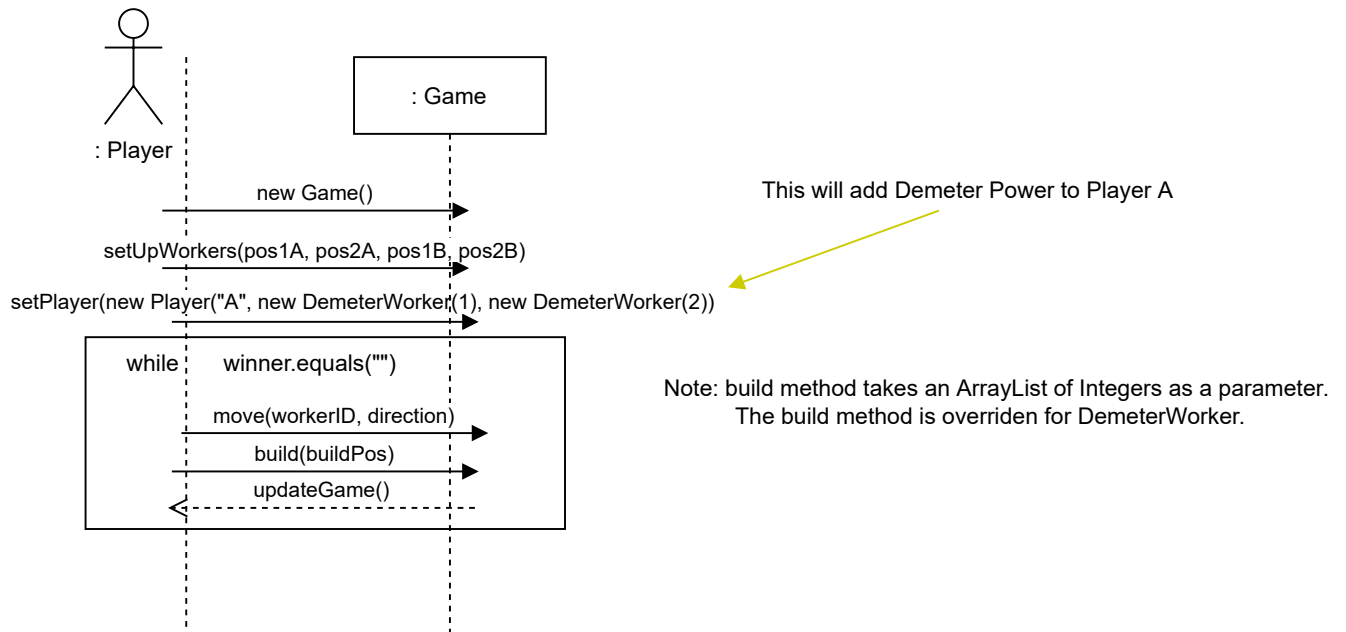 : Game
: Player
new Game()
This will add Demeter Power to Player A
setUpWorkers(pos1A, pos2A, pos1B, pos2B)
setPlayer(new Player("A", new DemeterWorker(1), new DemeterWorker(2))
while winner.equals("")
Note: build method takes an ArrayList of Integers as a parameter.
The build method is overriden for DemeterWorker.
move(workerID, direction)
build(buildPos)
updateGame()